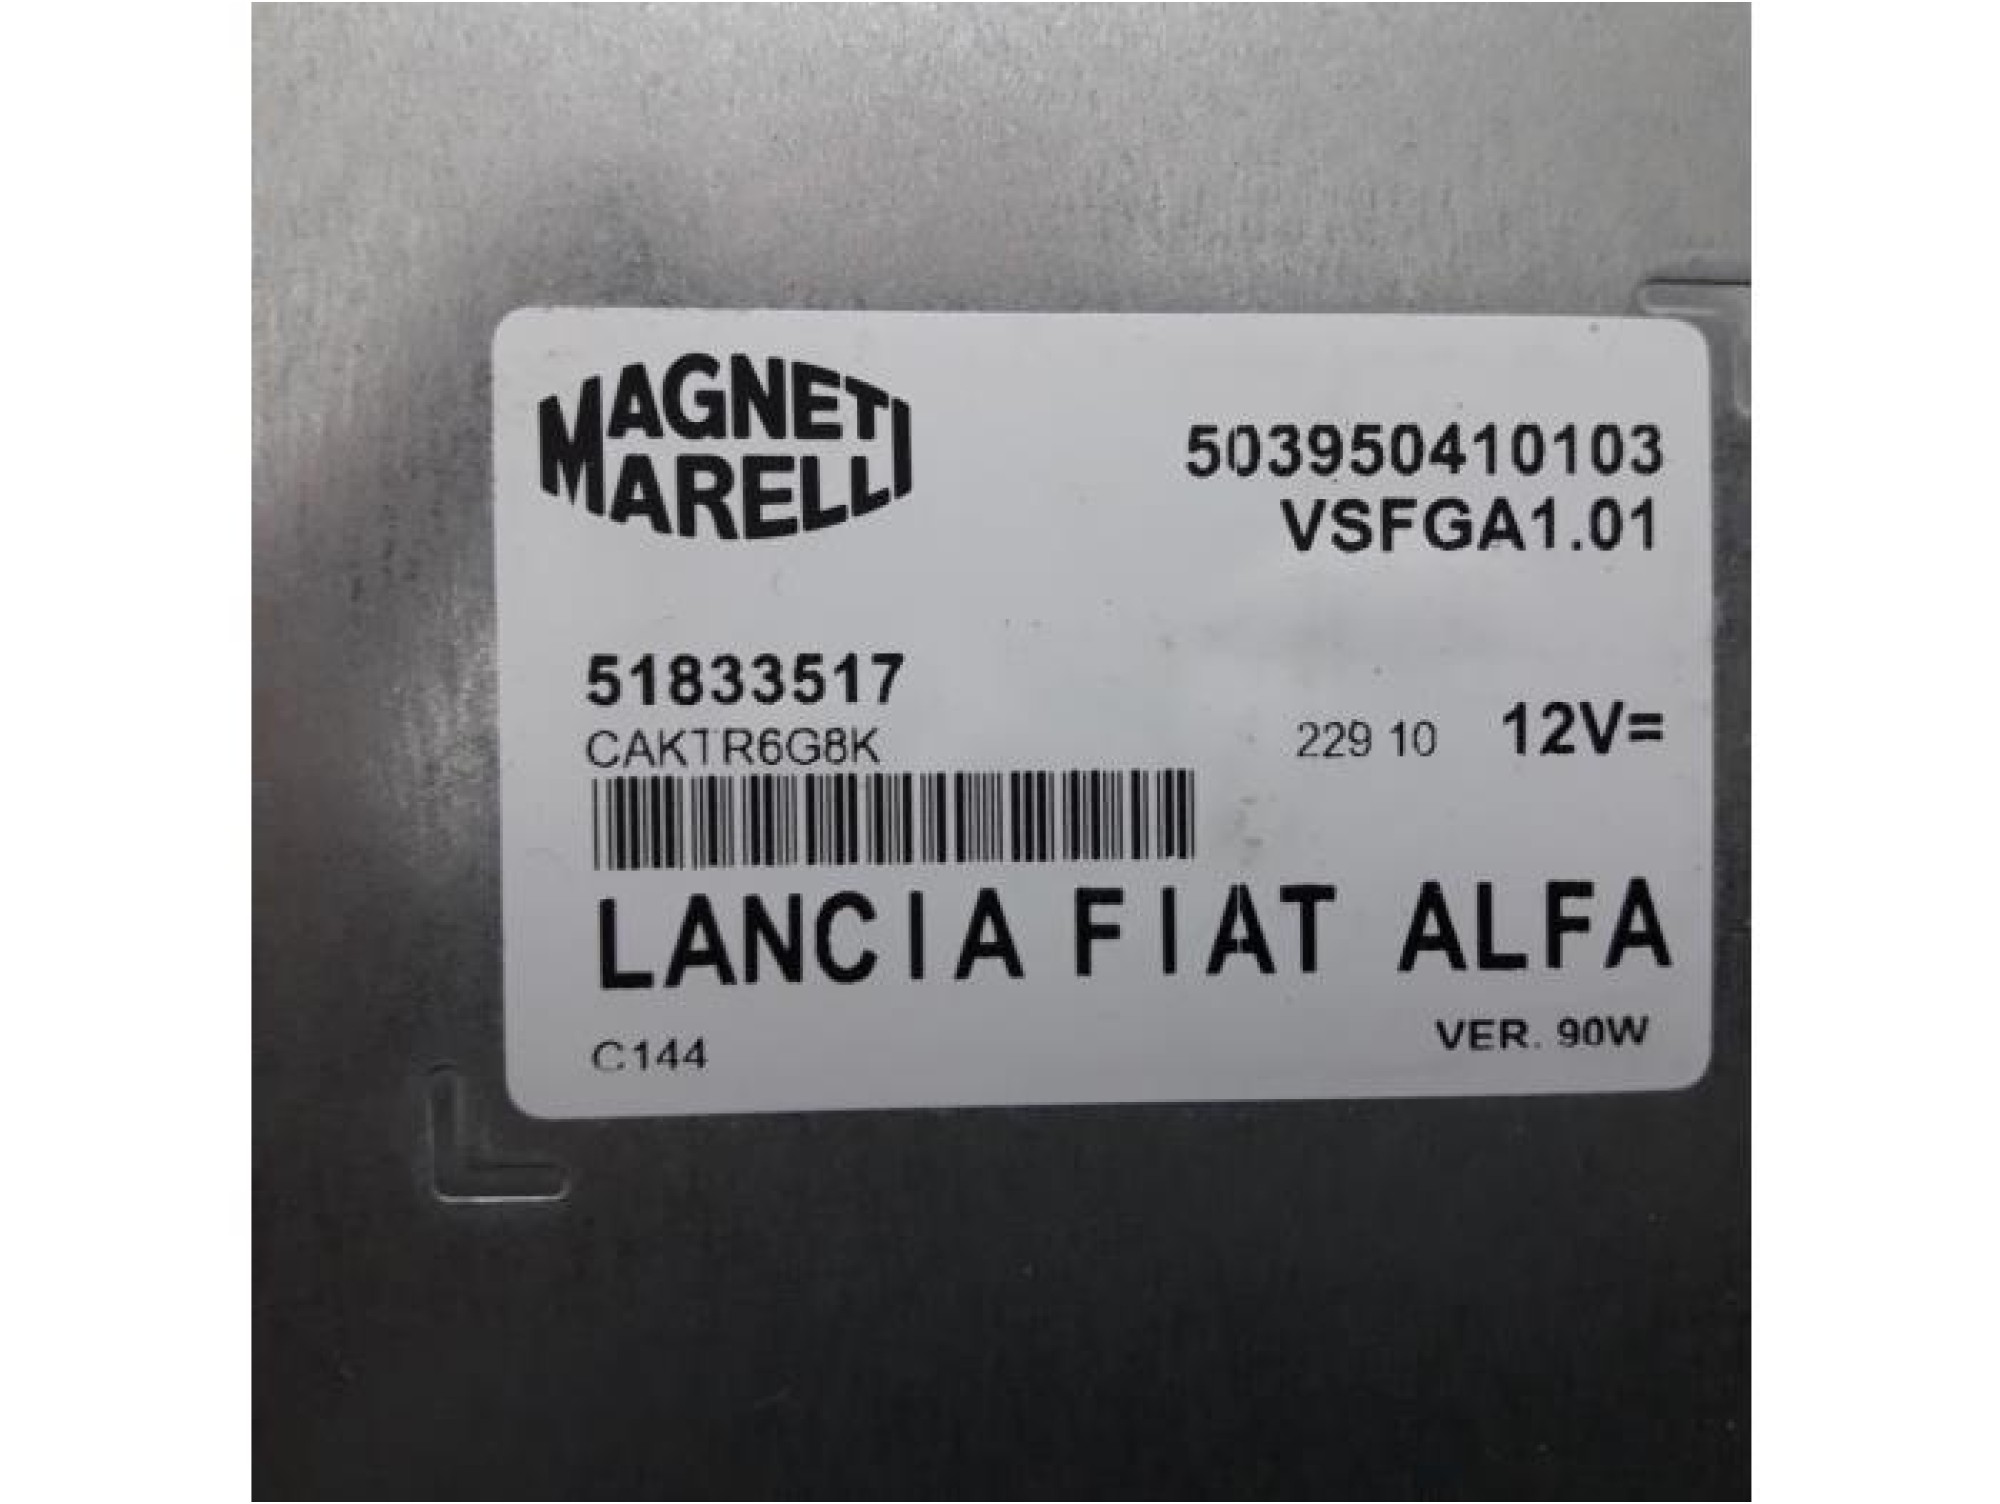 MAGNETI
MARELLI
503950410103
VSFGA1.01
51833517
CAKTR6G8K
229 10 12V=
LANCIA FIAT ALFA
C144
VER. 90W